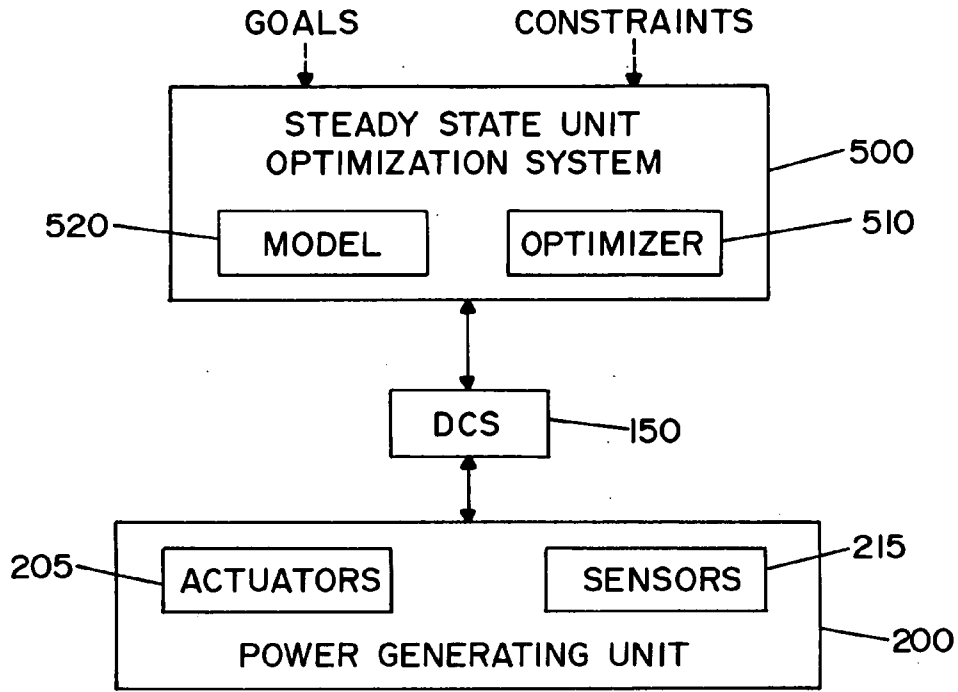 GOALS
CONSTRAINTS
STEADY STATE UNIT
OPTIMIZATION SYSTEM
500
520
MODEL
OPTIMIZER
510
DCS
150
205
ACTUATORS
SENSORS
215
POWER GENERATING UNIT
200